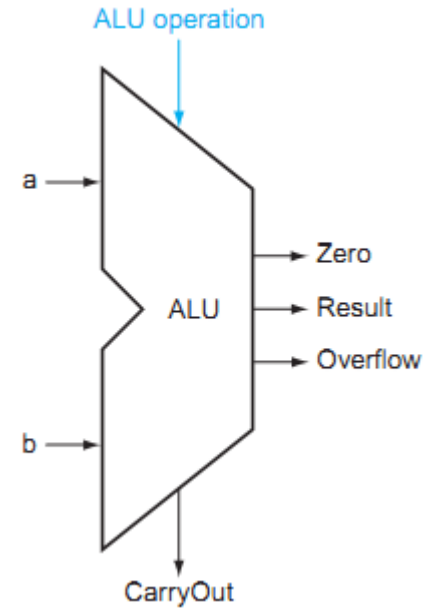 ALU operation
a
Zero
ALU
Result
Overflow
b
CarryOut